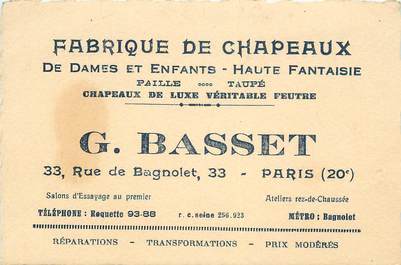 FABRIQUE DE CHAPEAUX
DE DAMES ET ENFANTS - HAUTE FANTAISIE
PAILLE TAUPÉ
CHAPEAUX DE LUXE VÉRITABLE FEUTRE
G. BASSET
33, Rue de Bagnolet, 33 - PARIS (20e)
Salons d'Essayage au premier Ateliers rez-de-Chaussée
TÉLÉPHONE : Roquette 93-88 r. c. seine 256.923 MÉTRO : Bagnolet
RÉPARATIONS - TRANSFORMATIONS - PRIX MODÉRÉS